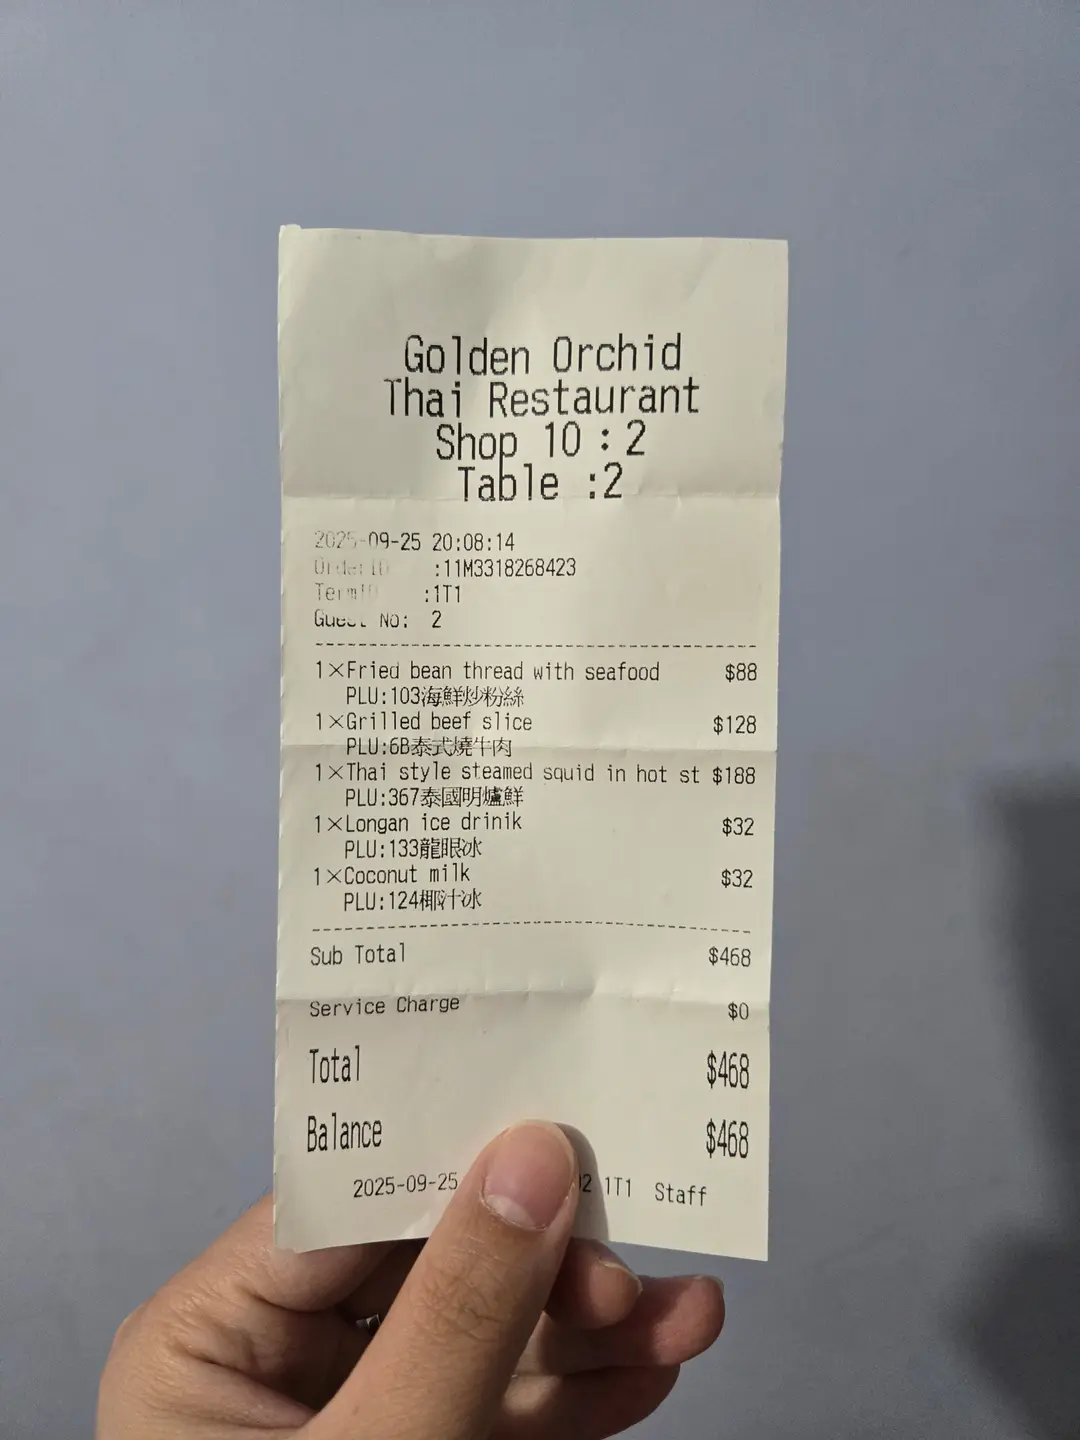 Golden Orchid
Thai Restaurant
Shop 10 : 2
Table :2
2025-09-25 20:08:14
OrderID :11M3318268423
TermID :1T1
Guest No: 2
1×Fried bean thread with seafood $88
PLU:103海鮮炒粉絲
1×Grilled beef slice $128
PLU:6B泰式燒牛肉
1×Thai style steamed squid in hot st $188
PLU:367泰國明爐鮮
1×Longan ice drinik $32
PLU:133龍眼冰
1×Coconut milk $32
PLU:124椰汁冰
Sub Total $468
Service Charge $0
Total $468
Balance $468
2025-09-25 1T1 Staff